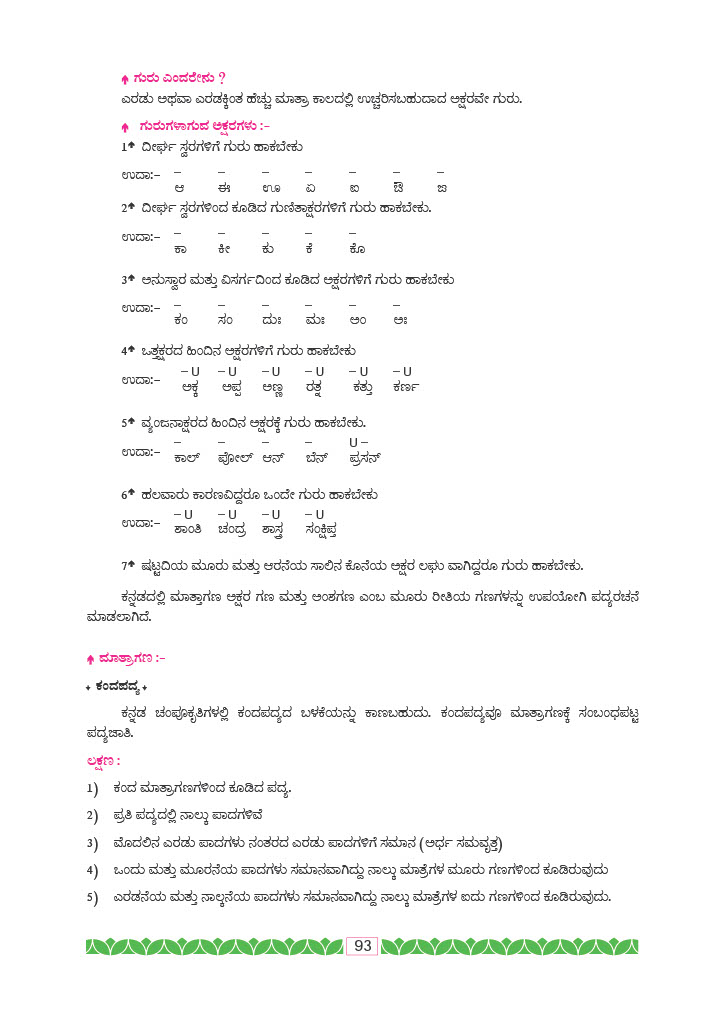 ಗುರು ಎಂದರೇನು ?
ಎರಡು ಅಥವಾ ಎರಡಕ್ಕಿಂತ ಹೆಚ್ಚು ಮಾತ್ರಾ ಕಾಲದಲ್ಲಿ ಉಚ್ಚರಿಸಬಹುದಾದ ಅಕ್ಷರವೇ ಗುರು.
ಗುರುಗಳಾಗುವ ಅಕ್ಷರಗಳು :–
1 ದೀರ್ಘ ಸ್ವರಗಳಿಗೆ ಗುರು ಹಾಕಬೇಕು
– – – – – – –
ಉದಾ:– ಆ ಈ ಊ ಏ ಐ ಔ
2 ದೀರ್ಘ ಸ್ವರಗಳಿಂದ ಕೂಡಿದ ಗುಣಿತಾಕ್ಷರಗಳಿಗೆ ಗುರು ಹಾಕಬೇಕು.
– – – – –
ಉದಾ:– ಕಾ ಕೀ ಕು ಕೆ ಕೊ
3 ಅನುಸ್ವಾರ ಮತ್ತು ವಿಸರ್ಗದಿಂದ ಕೂಡಿದ ಅಕ್ಷರಗಳಿಗೆ ಗುರು ಹಾಕಬೇಕು
– – – – – –
ಉದಾ:– ಕಂ ಸಂ ದುಃ ಮಃ ಅಂ ಅಃ
4 ಒತ್ತಕ್ಷರದ ಹಿಂದಿನ ಅಕ್ಷರಗಳಿಗೆ ಗುರು ಹಾಕಬೇಕು
– U – U – U – U – U – U
ಉದಾ:– ಅಕ್ಕ ಅಪ್ಪ ಅಣ್ಣ ರತ್ನ ಕತ್ತು ಕರ್ಣ
5 ವ್ಯಂಜನಾಕ್ಷರದ ಹಿಂದಿನ ಅಕ್ಷರಕ್ಕೆ ಗುರು ಹಾಕಬೇಕು.
– – – – U –
ಉದಾ:– ಕಾಲ್ ಪೋಲ್ ಆನ್ ಬೆನ್ ಪ್ರಸನ್
6 ಹಲವಾರು ಕಾರಣವಿದ್ದರೂ ಒಂದೇ ಗುರು ಹಾಕಬೇಕು
– U – U – U – U
ಉದಾ:– ಶಾಂತಿ ಚಂದ್ರ ಶಾಸ್ತ್ರ ಸಂಕ್ಷಿಪ್ತ
7 ಷಟ್ಪದಿಯ ಮೂರು ಮತ್ತು ಆರನೆಯ ಸಾಲಿನ ಕೊನೆಯ ಅಕ್ಷರ ಲಘು ವಾಗಿದ್ದರೂ ಗುರು ಹಾಕಬೇಕು.
ಕನ್ನಡದಲ್ಲಿ ಮಾತ್ರಾಗಣ ಅಕ್ಷರ ಗಣ ಮತ್ತು ಅಂಶಗಣ ಎಂಬ ಮೂರು ರೀತಿಯ ಗಣಗಳನ್ನು ಉಪಯೋಗಿ ಪದ್ಯರಚನೆ
ಮಾಡಲಾಗಿದೆ.
ಮಾತ್ರಾಗಣ :–
ಕಂದಪದ್ಯ
ಕನ್ನಡ ಚಂಪೂಕೃತಿಗಳಲ್ಲಿ ಕಂದಪದ್ಯದ ಬಳಕೆಯನ್ನು ಕಾಣಬಹುದು. ಕಂದಪದ್ಯವೂ ಮಾತ್ರಾಗಣಕ್ಕೆ ಸಂಬಂಧಪಟ್ಟ
ಪದ್ಯಜಾತಿ.
ಲಕ್ಷಣ :
1) ಕಂದ ಮಾತ್ರಾಗಣಗಳಿಂದ ಕೂಡಿದ ಪದ್ಯ.
2) ಪ್ರತಿ ಪದ್ಯದಲ್ಲಿ ನಾಲ್ಕು ಪಾದಗಳಿವೆ
3) ಮೊದಲಿನ ಎರಡು ಪಾದಗಳು ನಂತರದ ಎರಡು ಪಾದಗಳಿಗೆ ಸಮಾನ (ಅರ್ಧ ಸಮವೃತ್ತ)
4) ಒಂದು ಮತ್ತು ಮೂರನೆಯ ಪಾದಗಳು ಸಮಾನವಾಗಿದ್ದು ನಾಲ್ಕು ಮಾತ್ರೆಗಳ ಮೂರು ಗಣಗಳಿಂದ ಕೂಡಿರುವುದು
5) ಎರಡನೆಯ ಮತ್ತು ನಾಲ್ಕನೆಯ ಪಾದಗಳು ಸಮಾನವಾಗಿದ್ದು ನಾಲ್ಕು ಮಾತ್ರೆಗಳ ಐದು ಗಣಗಳಿಂದ ಕೂಡಿರುವುದು.
93